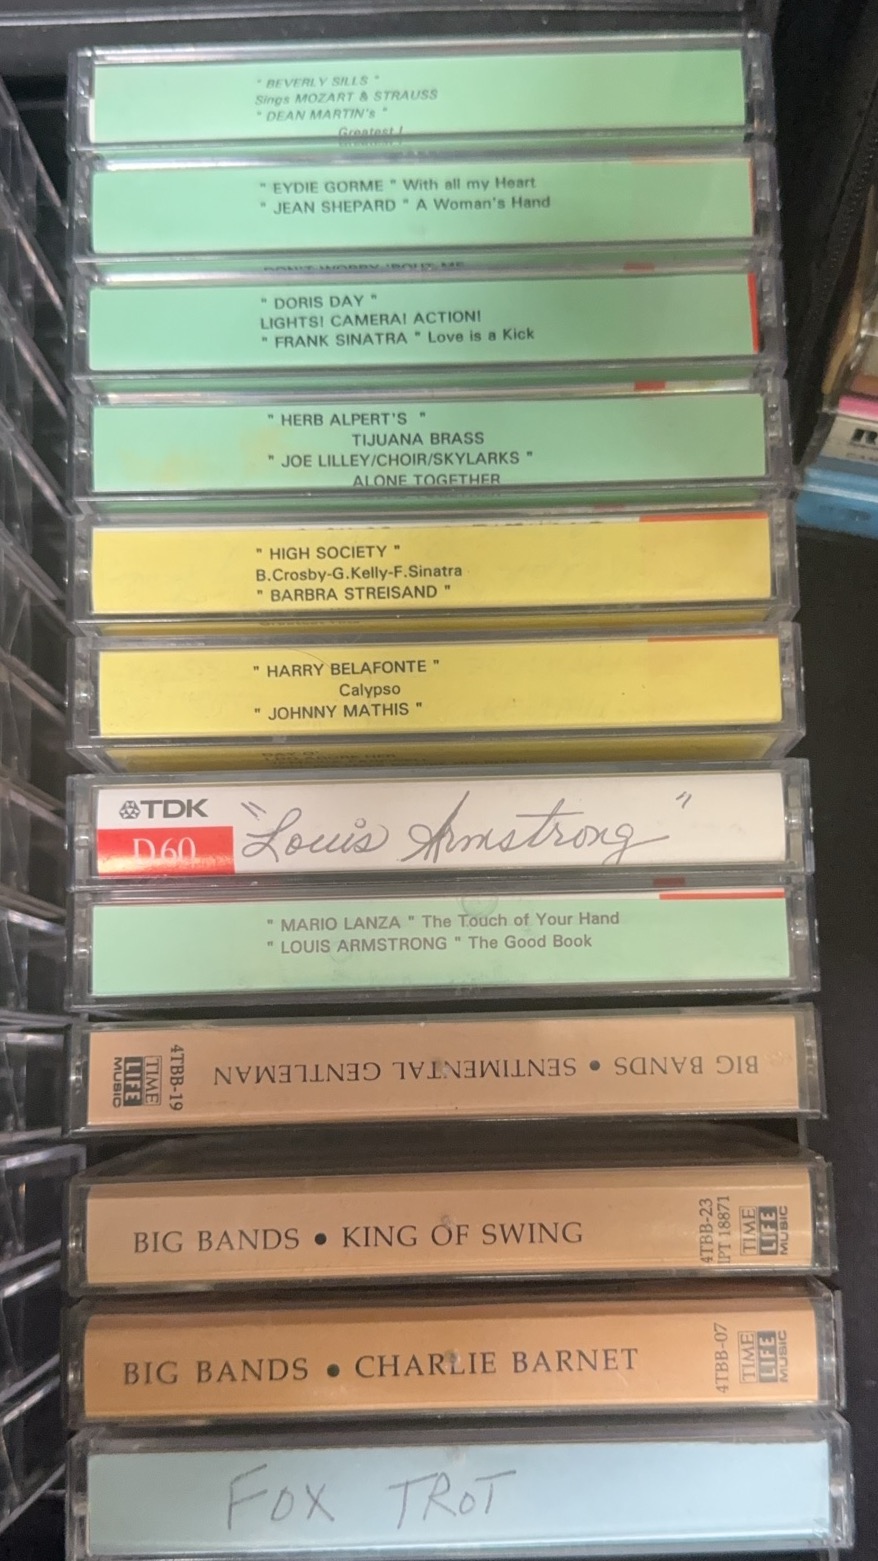 " BEVERLY SILLS "
Sings MOZART & STRAUSS
" DEAN MARTIN's "
Greatest !
" EYDIE GORME " With all my Heart
" JEAN SHEPARD " A Woman's Hand
DON'T WORRY 'BOUT ME
" DORIS DAY "
LIGHTS! CAMERA! ACTION!
" FRANK SINATRA " Love is a Kick
" HERB ALPERT'S "
TIJUANA BRASS
" JOE LILLEY/CHOIR/SKYLARKS "
ALONE TOGETHER
" HIGH SOCIETY "
B.Crosby-G.Kelly-F.Sinatra
" BARBRA STREISAND "
" HARRY BELAFONTE "
Calypso
" JOHNNY MATHIS "
TDK
D60
"Louis Armstrong"
" MARIO LANZA " The Touch of Your Hand
" LOUIS ARMSTRONG " The Good Book
BIG BANDS • SENTIMENTAL GENTLEMAN
4TBB-19
TIME
LIFE
MUSIC
BIG BANDS • KING OF SWING
4TBB-23
IPT 18871
TIME
LIFE
MUSIC
BIG BANDS • CHARLIE BARNET
4TBB-07
TIME
LIFE
MUSIC
FOX TROT